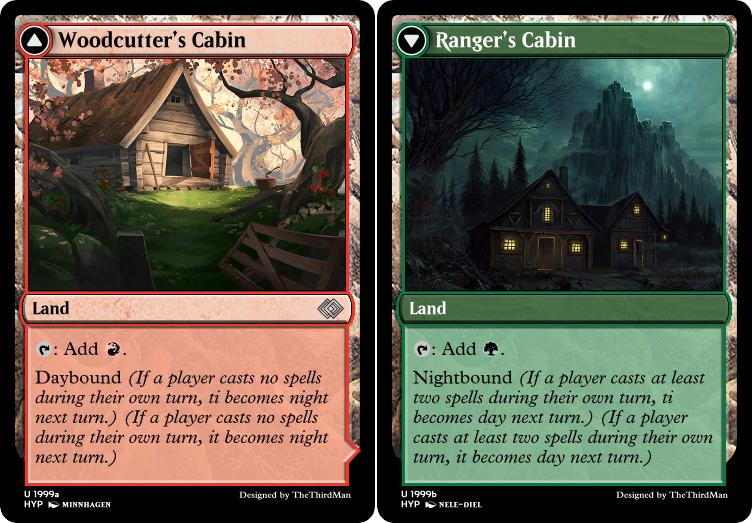 Woodcutter's Cabin
Land
: Add .
Daybound (If a player casts no spells
during their own turn, ti becomes night
next turn.) (If a player casts no spells
during their own turn, it becomes night
next turn.)
U 1999a
HYP MINNHAGEN
Designed by TheThirdMan
Ranger's Cabin
Land
: Add .
Nightbound (If a player casts at least
two spells during their own turn, ti
becomes day next turn.) (If a player
casts at least two spells during their own
turn, it becomes day next turn.)
U 1999b
HYP NELE-DIEL
Designed by TheThirdMan